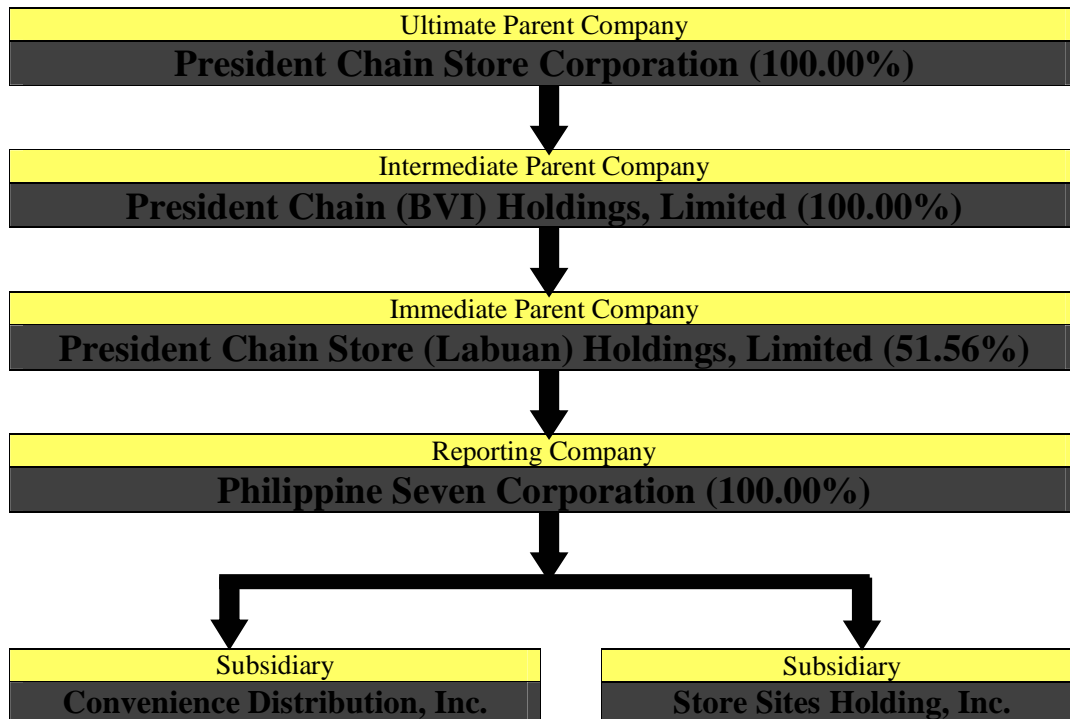 Ultimate Parent Company
President Chain Store Corporation (100.00%)
Intermediate Parent Company
President Chain (BVI) Holdings, Limited (100.00%)
Immediate Parent Company
President Chain Store (Labuan) Holdings, Limited (51.56%)
Reporting Company
Philippine Seven Corporation (100.00%)
Subsidiary
Convenience Distribution, Inc.
Subsidiary
Store Sites Holding, Inc.